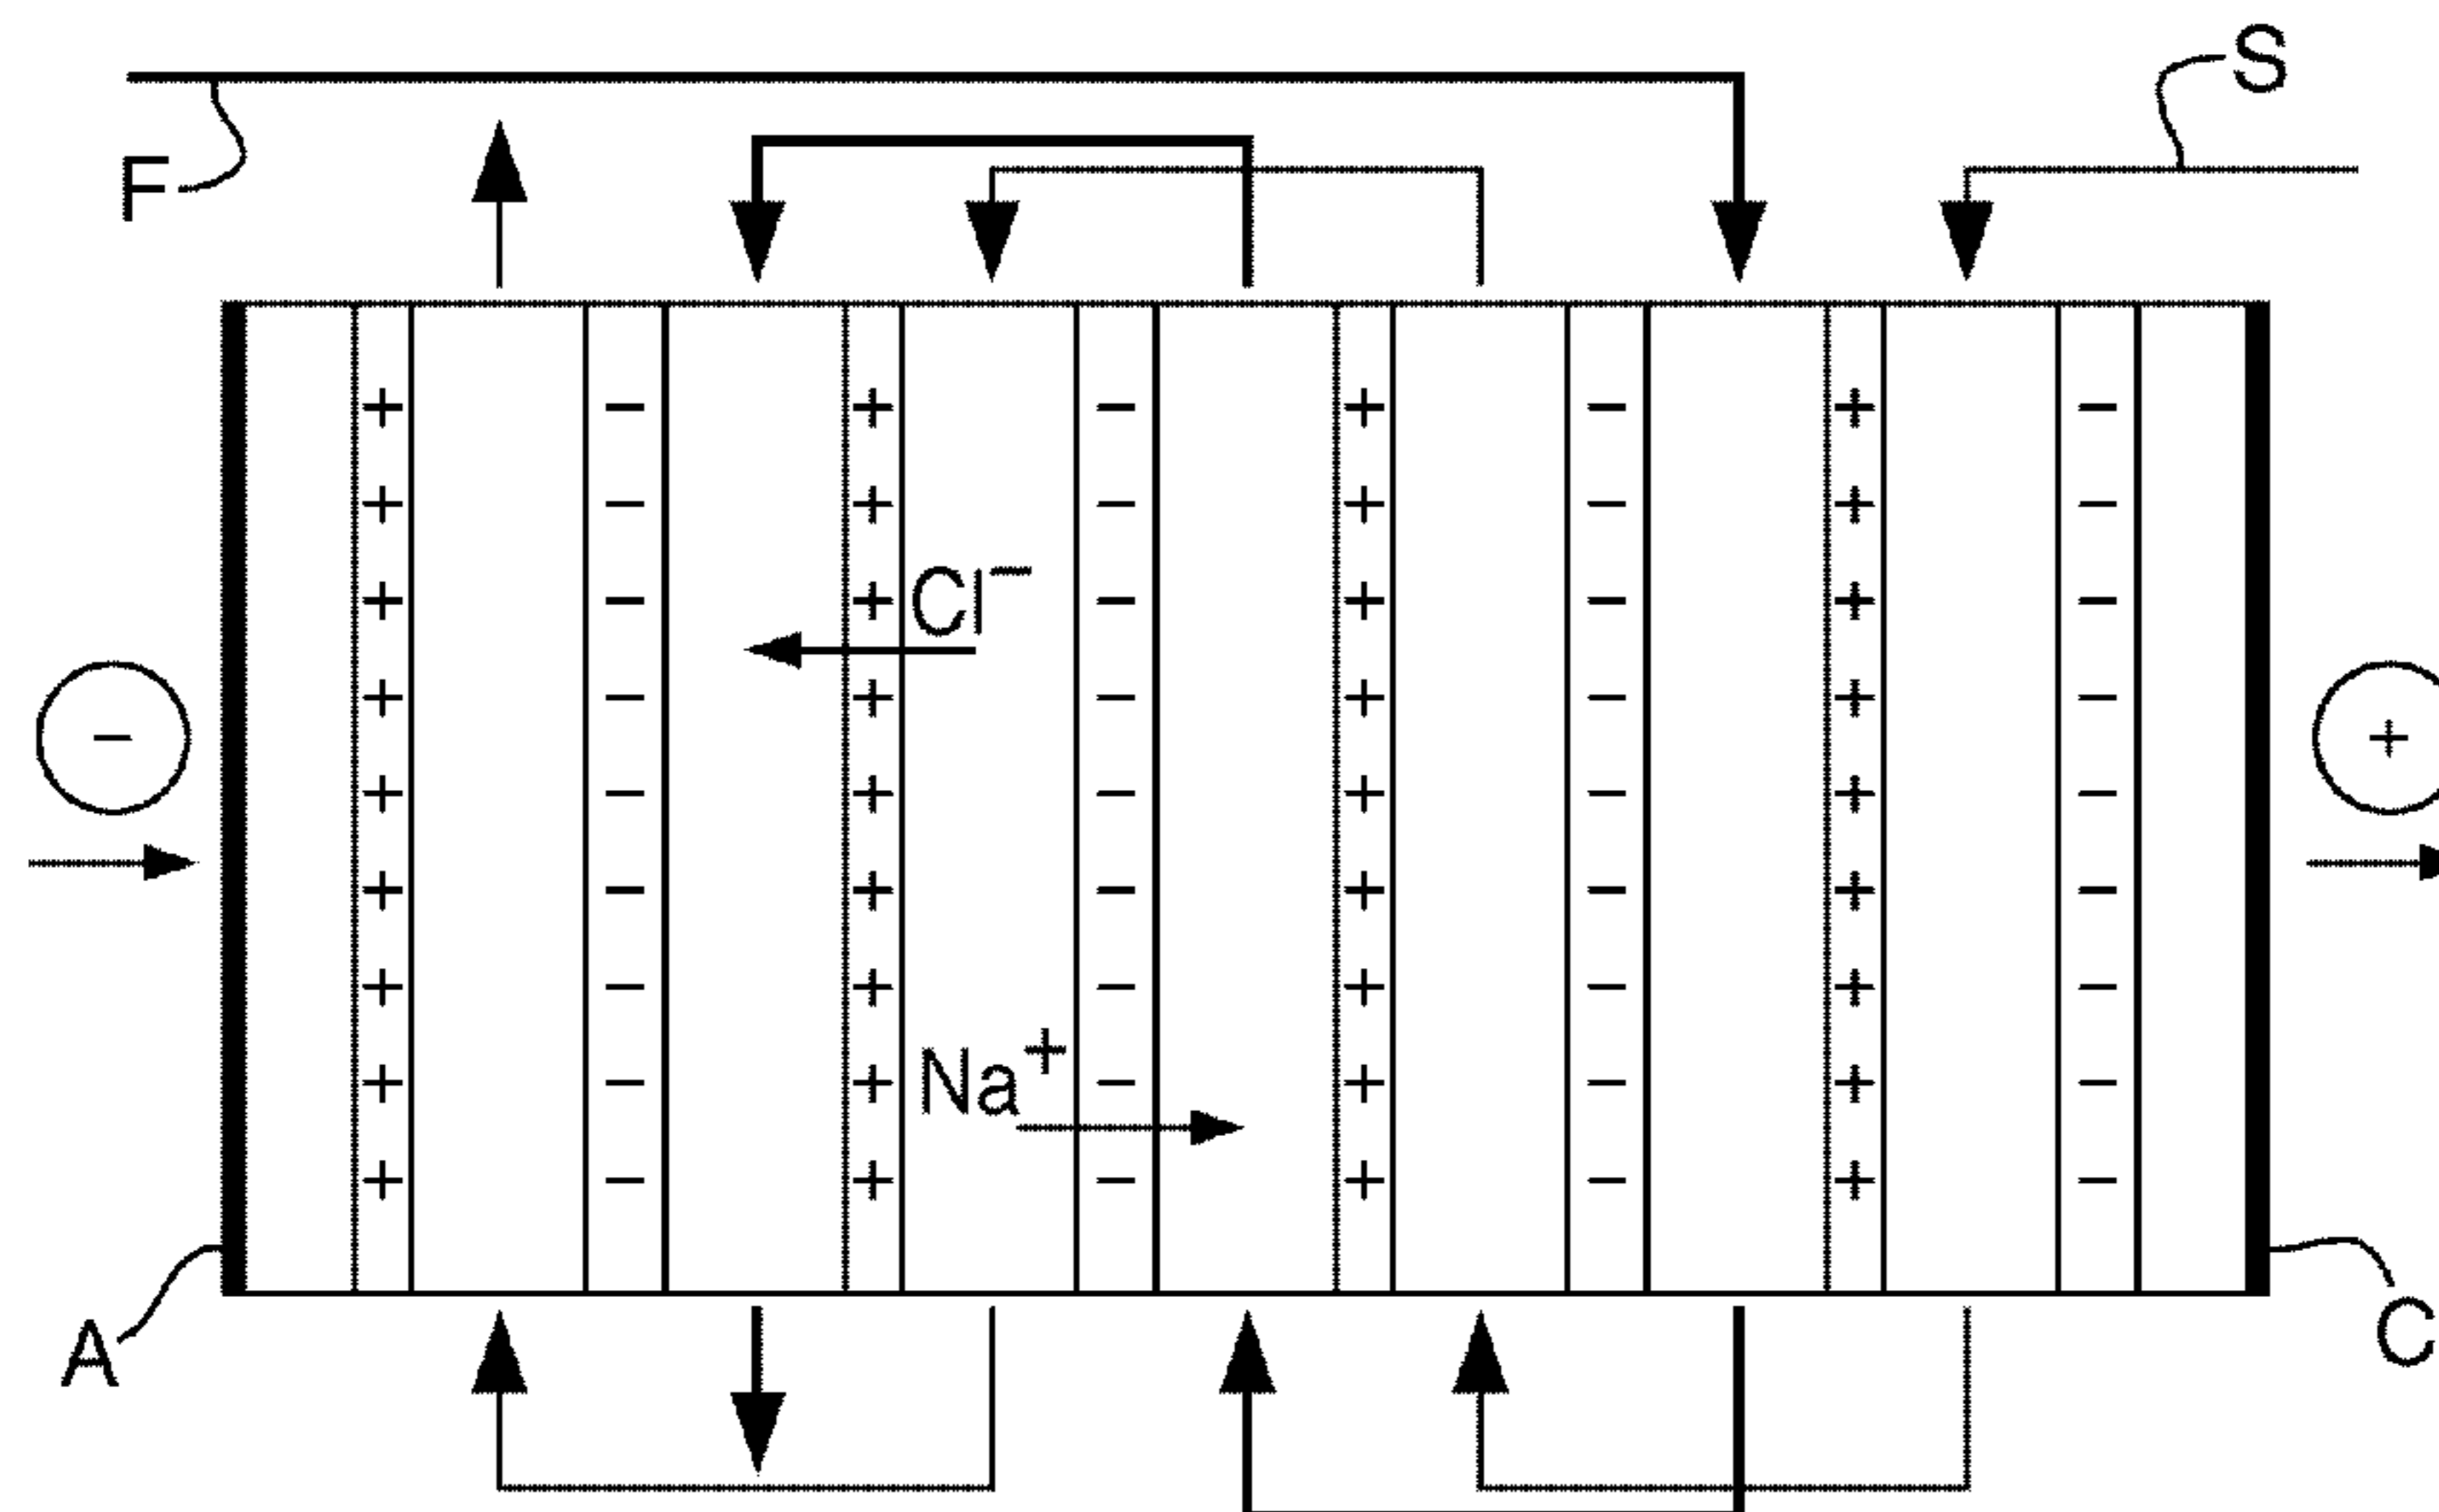 S
F
+ − + − + − + −
+ − + − + − + −
+ − + Cl⁻ − + − + −
+ − + − + − + −
− +
+ − + − + − + −
+ − + − + − + −
+ − + − + − + −
+ − + Na⁺ − + − + −
+ − + − + − + −
A C